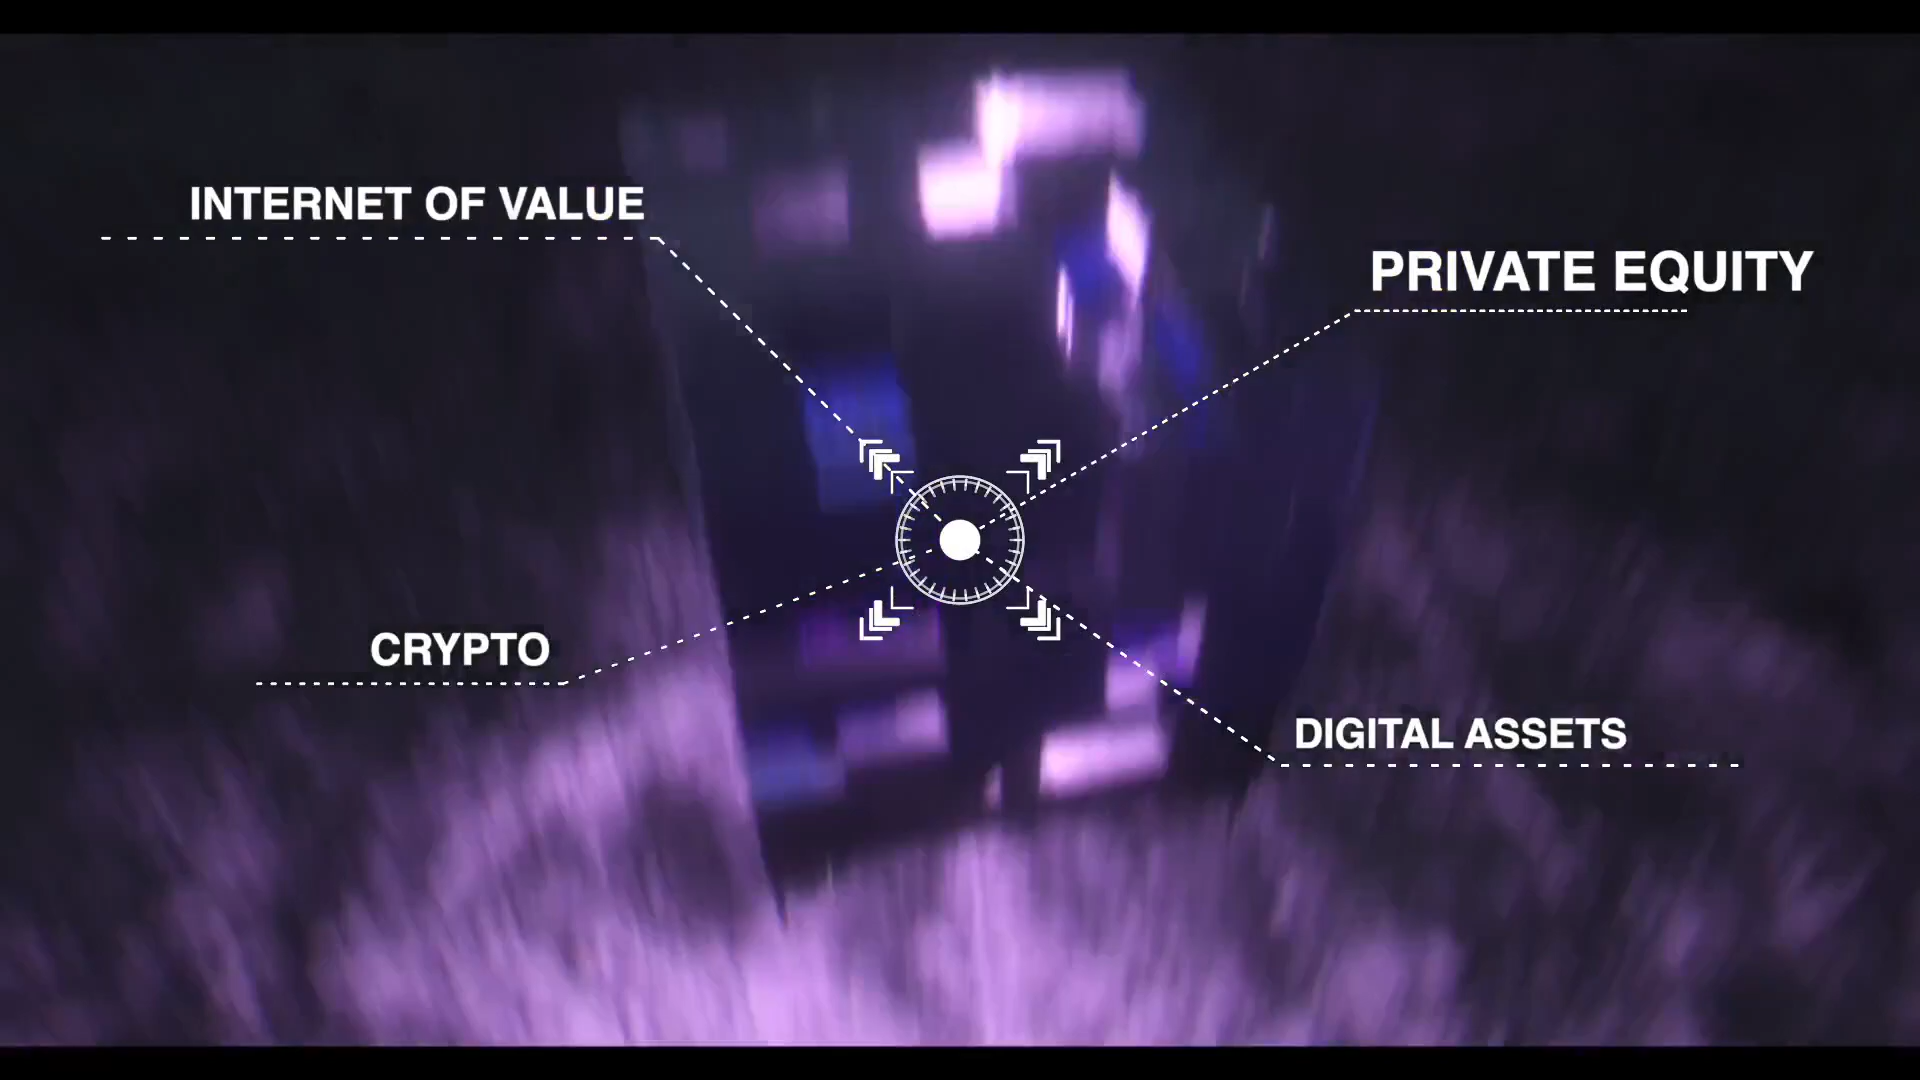 INTERNET OF VALUE
PRIVATE EQUITY
CRYPTO
DIGITAL ASSETS